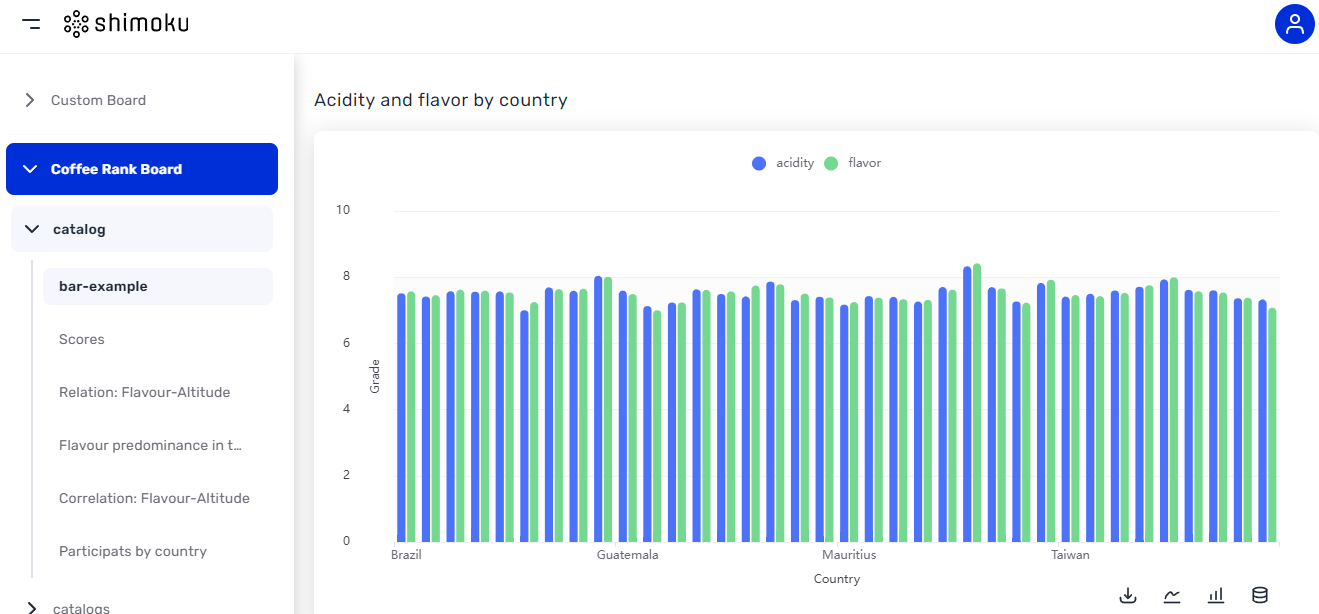 shimoku
Custom Board
Coffee Rank Board
catalog
bar-example
Scores
Relation: Flavour-Altitude
Flavour predominance in t...
Correlation: Flavour-Altitude
Participats by country
catalogs
Acidity and flavor by country
acidity flavor
10
8
6
4
2
0
Grade
Brazil Guatemala Mauritius Taiwan
Country